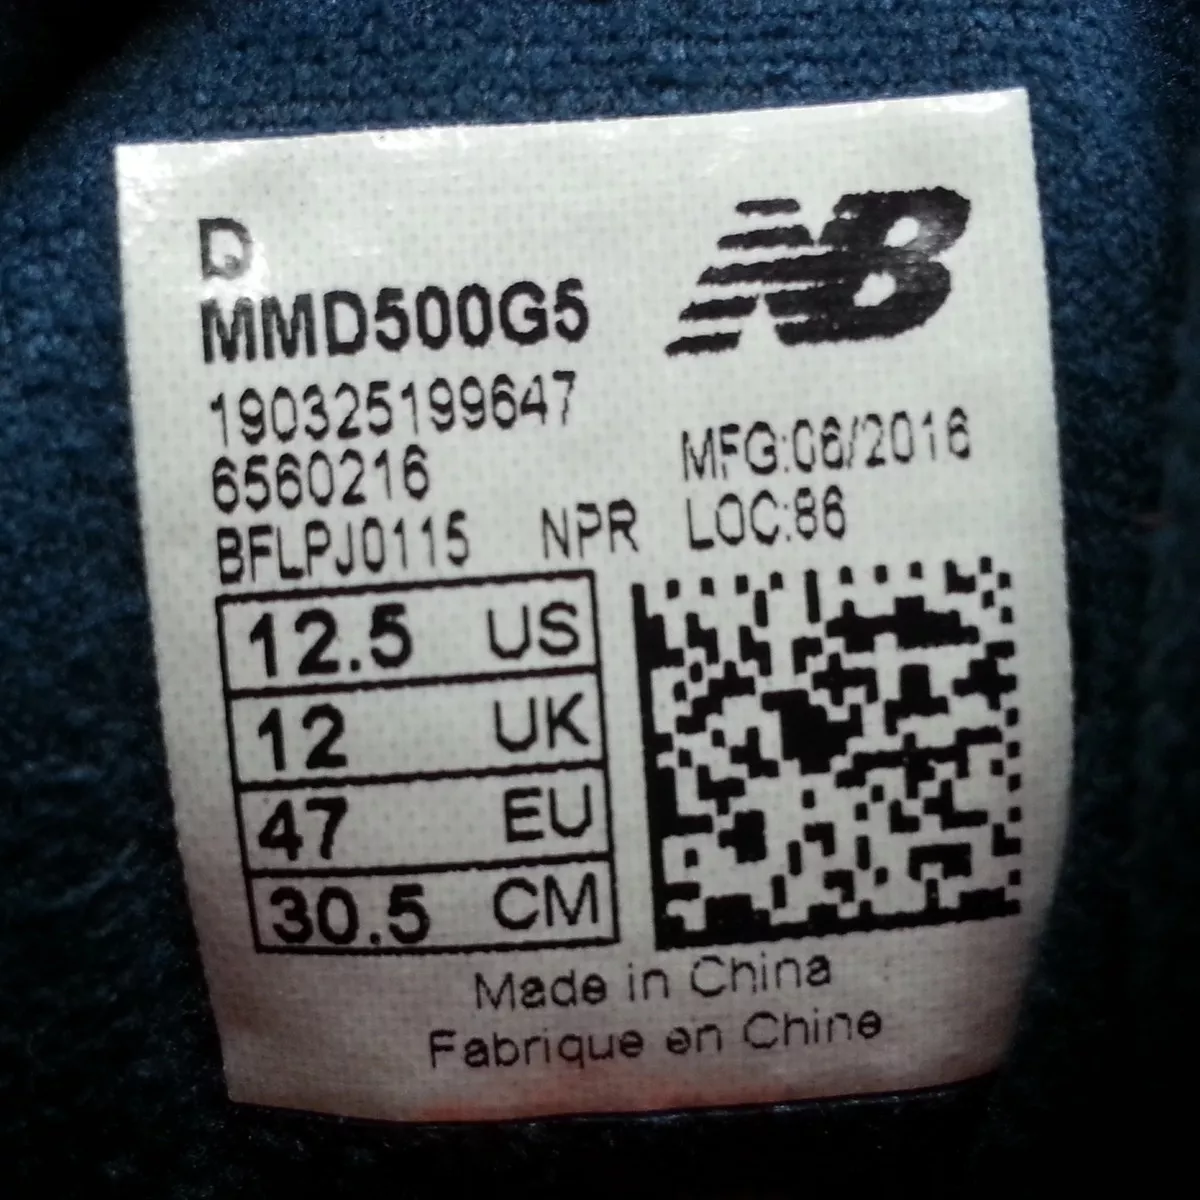 D
NB
MMD500G5
190325199647
MFG:06/2016
6560216
LOC:86
BFLPJ0115 NPR
12.5 US
12 UK
47 EU
30.5 CM
Made in China
Fabrique en Chine